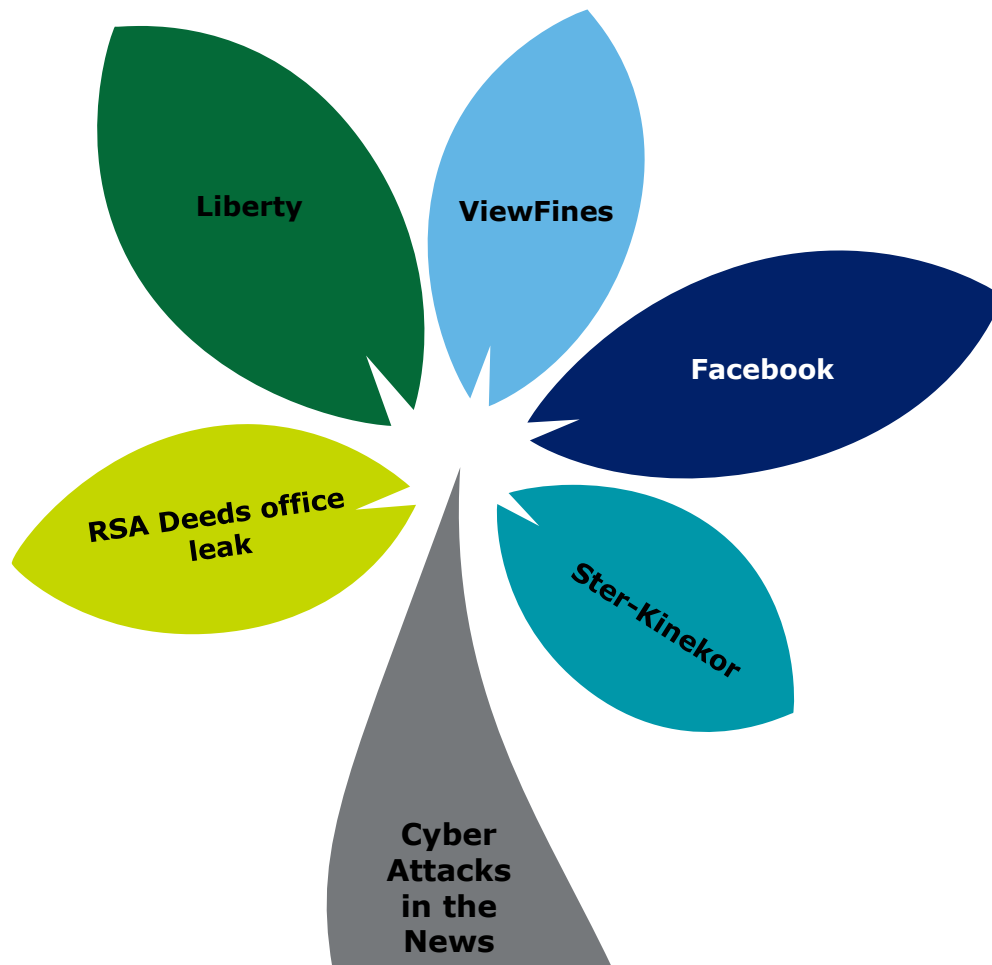 Liberty
ViewFines
Facebook
RSA Deeds office
leak
Ster-Kinekor
Cyber
Attacks
in the
News